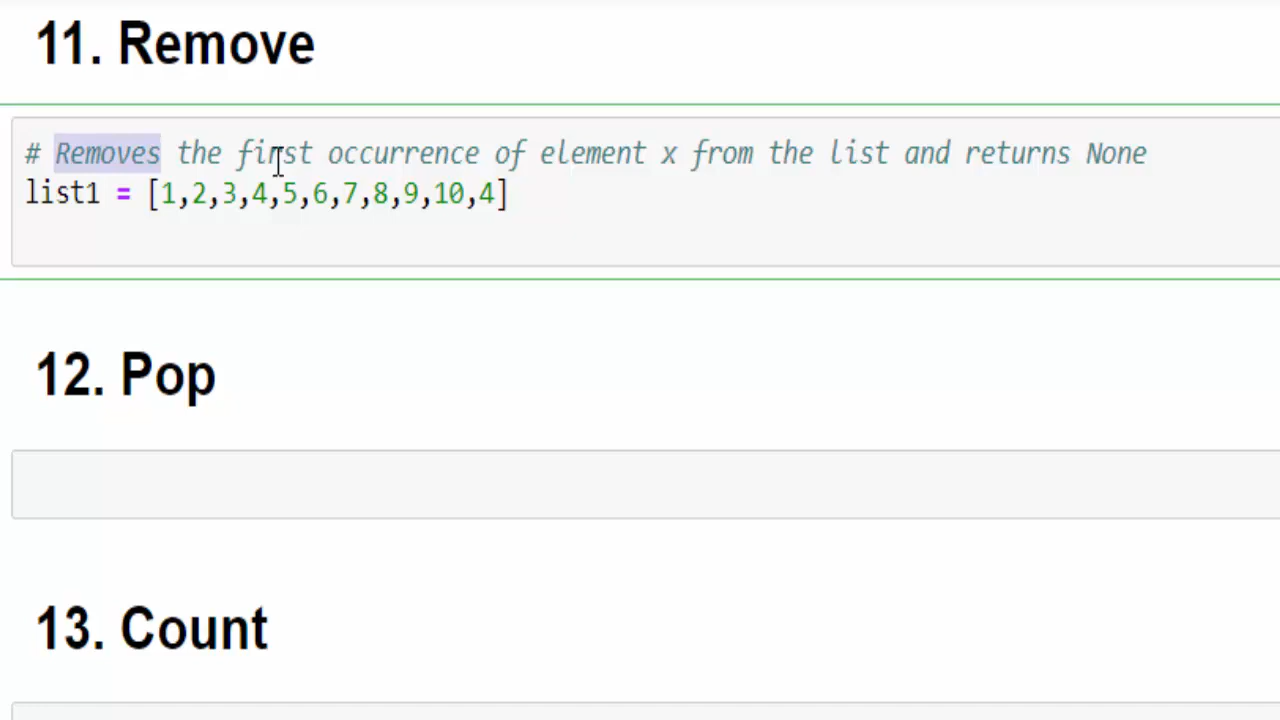 11. Remove
# Removes the first occurrence of element x from the list and returns None
list1 = [1,2,3,4,5,6,7,8,9,10,4]
12. Pop
13. Count